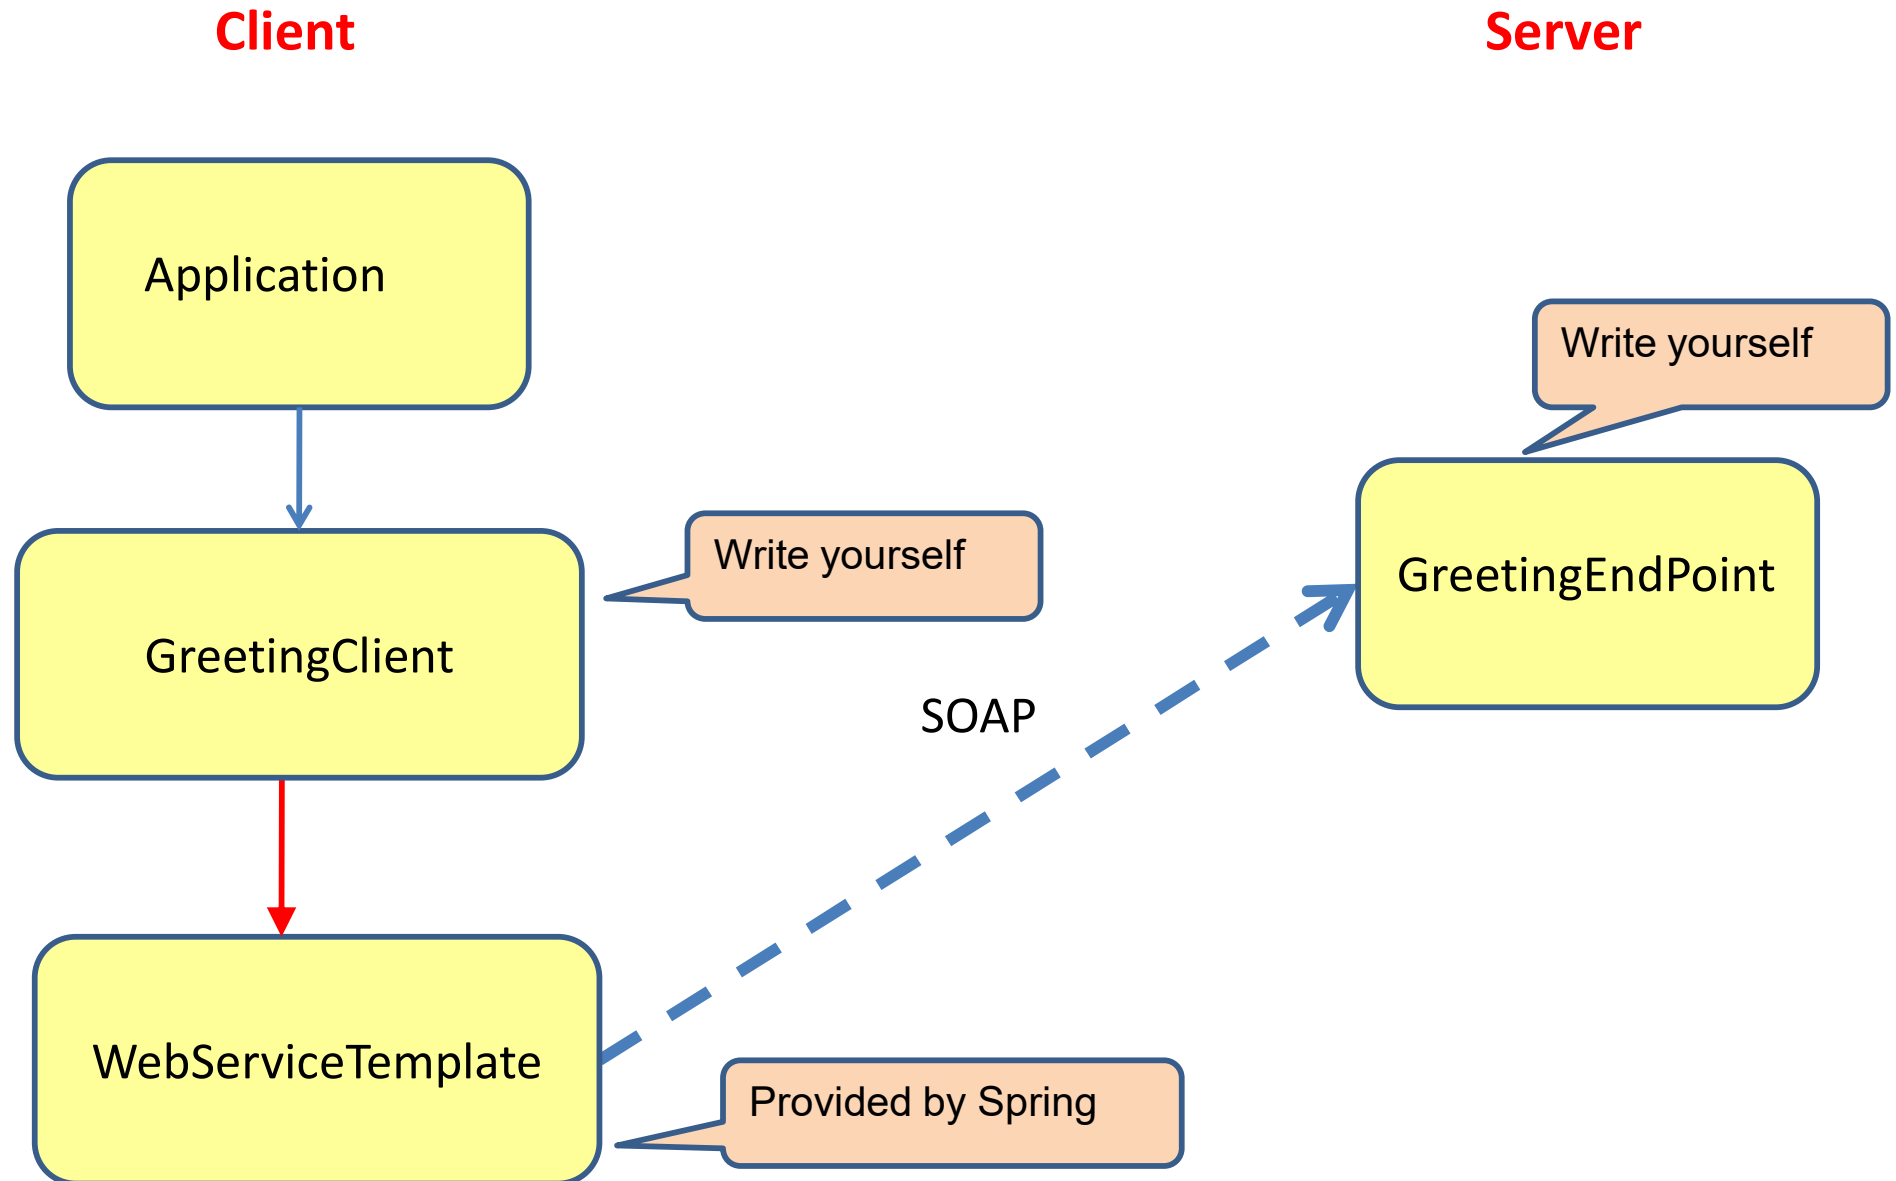 Client
Server
Application
Write yourself
Write yourself
GreetingEndPoint
GreetingClient
SOAP
WebServiceTemplate
Provided by Spring